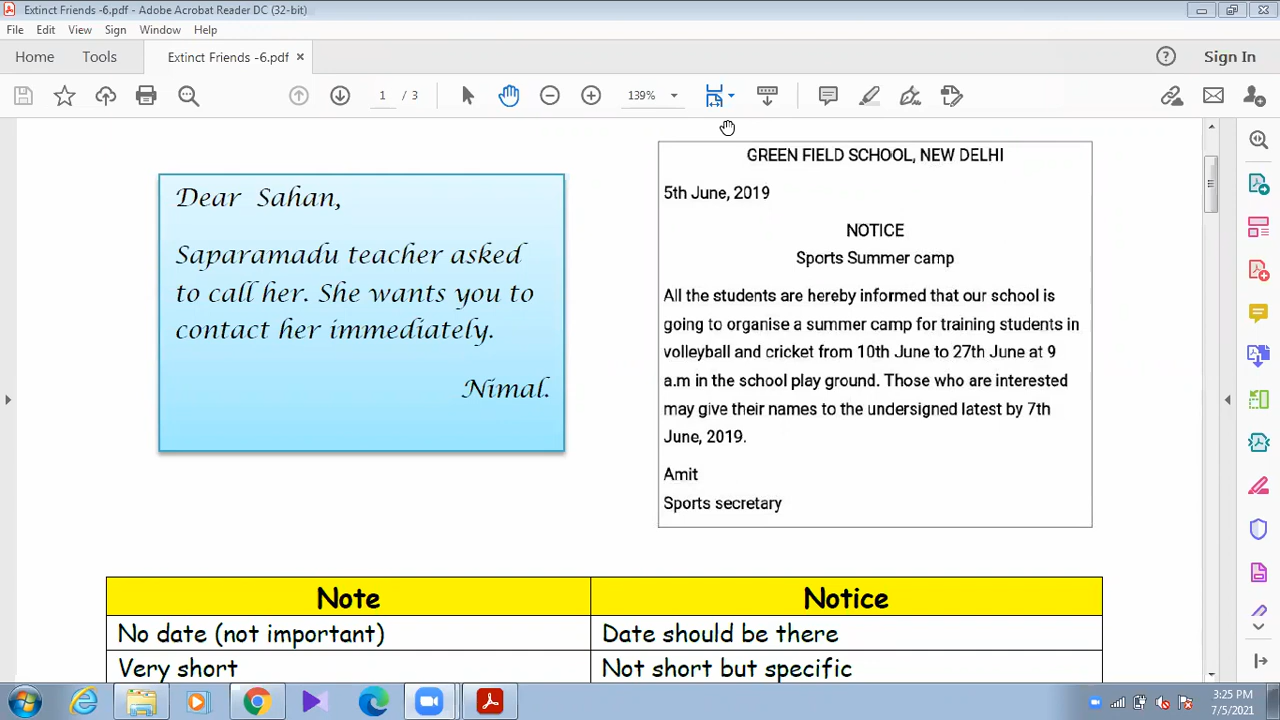 Extinct Friends -6.pdf - Adobe Acrobat Reader DC (32-bit)
File Edit View Sign Window Help
Home Tools Extinct Friends -6.pdf × Sign In
1 / 3 139%
Dear Sahan,
Saparamadu teacher asked
to call her. She wants you to
contact her immediately.
Nimal.
GREEN FIELD SCHOOL, NEW DELHI
5th June, 2019
NOTICE
Sports Summer camp
All the students are hereby informed that our school is
going to organise a summer camp for training students in
volleyball and cricket from 10th June to 27th June at 9
a.m in the school play ground. Those who are interested
may give their names to the undersigned latest by 7th
June, 2019.
Amit
Sports secretary
Note Notice
No date (not important) Date should be there
Very short Not short but specific
3:25 PM
7/5/2021